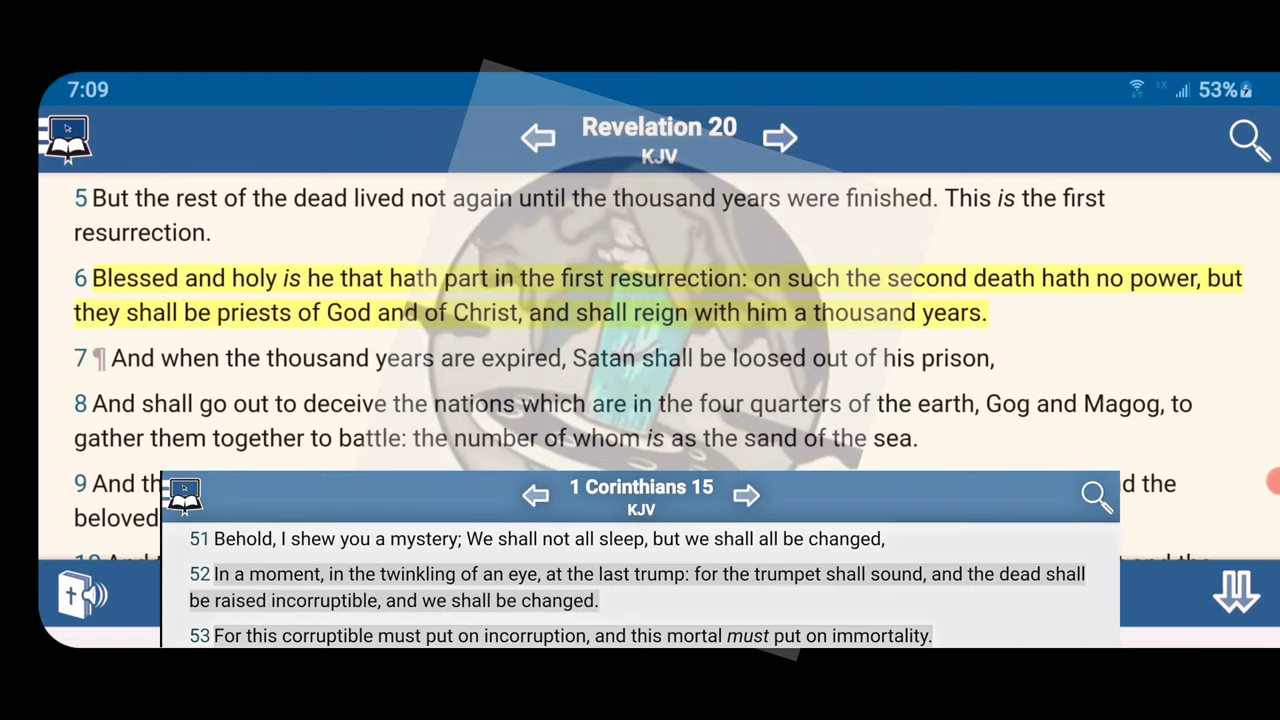 7:09
1X
53%
Revelation 20
KJV
5 But the rest of the dead lived not again until the thousand years were finished. This is the first
resurrection.
6 Blessed and holy is he that hath part in the first resurrection: on such the second death hath no power, but
they shall be priests of God and of Christ, and shall reign with him a thousand years.
7 ¶ And when the thousand years are expired, Satan shall be loosed out of his prison,
8 And shall go out to deceive the nations which are in the four quarters of the earth, Gog and Magog, to
gather them together to battle: the number of whom is as the sand of the sea.
9 And th
d the
beloved
1 Corinthians 15
KJV
51 Behold, I shew you a mystery; We shall not all sleep, but we shall all be changed,
52 In a moment, in the twinkling of an eye, at the last trump: for the trumpet shall sound, and the dead shall
be raised incorruptible, and we shall be changed.
53 For this corruptible must put on incorruption, and this mortal must put on immortality.